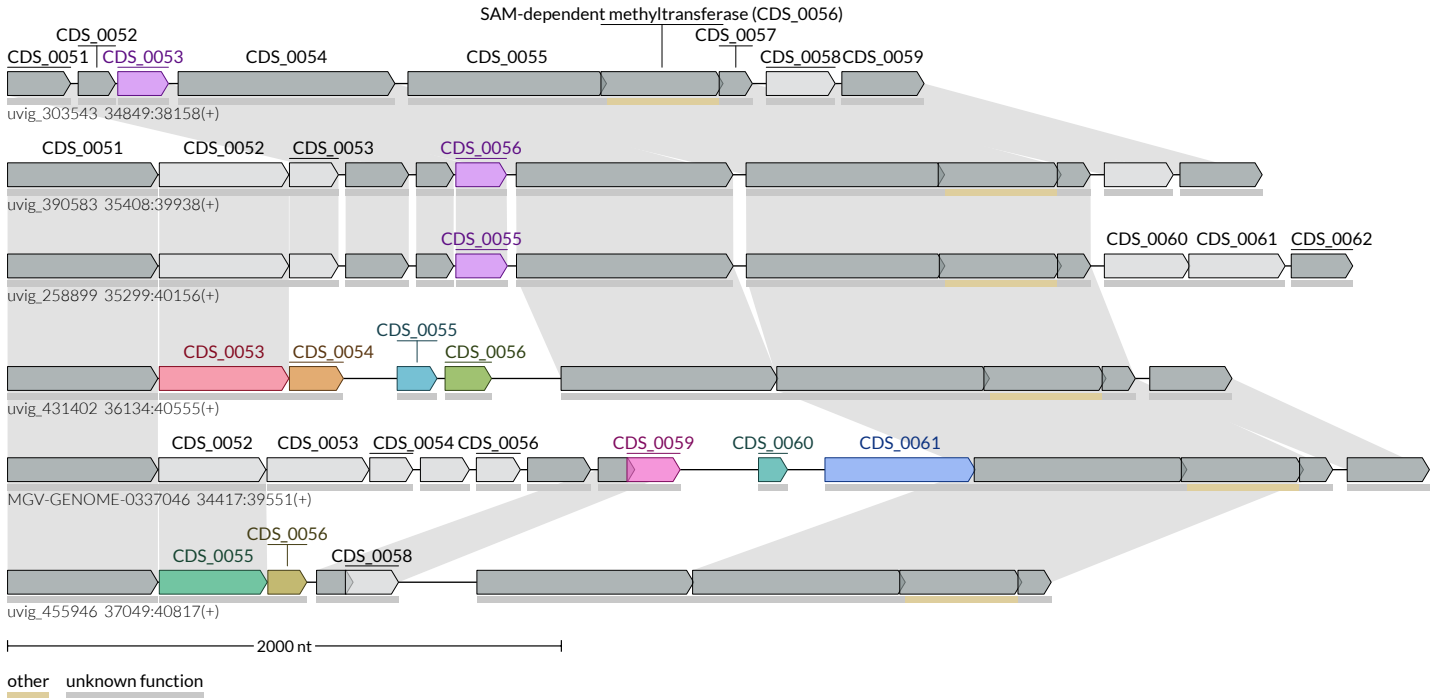 SAM-dependent methyltransferase (CDS_0056)
CDS_0052 CDS_0057
CDS_0051 CDS_0053 CDS_0054 CDS_0055 CDS_0058 CDS_0059
uvig_303543 34849:38158(+)
CDS_0051 CDS_0052 CDS_0053 CDS_0056
uvig_390583 35408:39938(+)
CDS_0055 CDS_0060 CDS_0061 CDS_0062
uvig_258899 35299:40156(+)
CDS_0055
CDS_0053 CDS_0054 CDS_0056
uvig_431402 36134:40555(+)
CDS_0052 CDS_0053 CDS_0054 CDS_0056 CDS_0059 CDS_0060 CDS_0061
MGV-GENOME-0337046 34417:39551(+)
CDS_0056
CDS_0055 CDS_0058
uvig_455946 37049:40817(+)
2000 nt
other unknown function